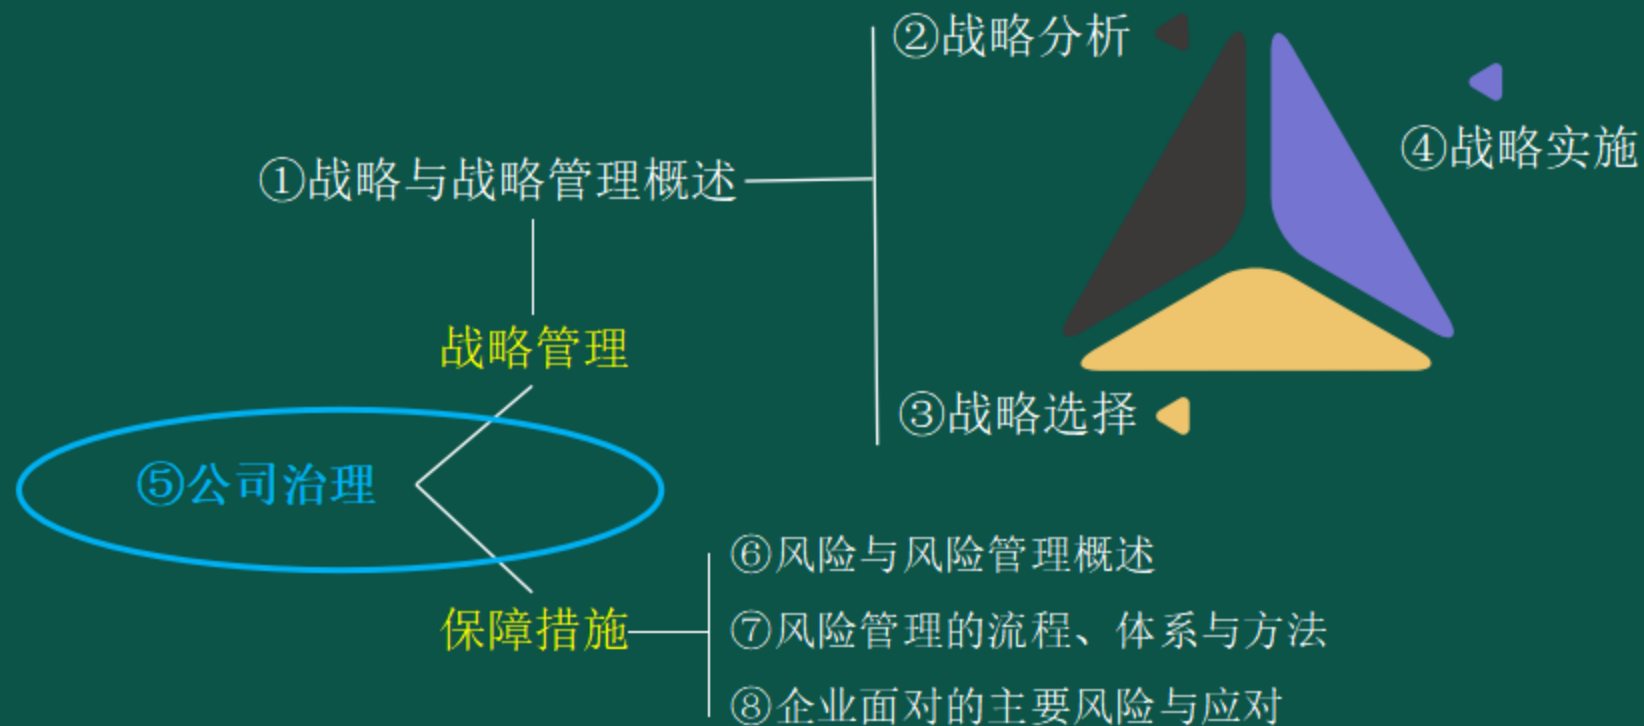 ②战略分析
④战略实施
①战略与战略管理概述
战略管理
③战略选择
⑤公司治理
⑥风险与风险管理概述
保障措施
⑦风险管理的流程、体系与方法
⑧企业面对的主要风险与应对